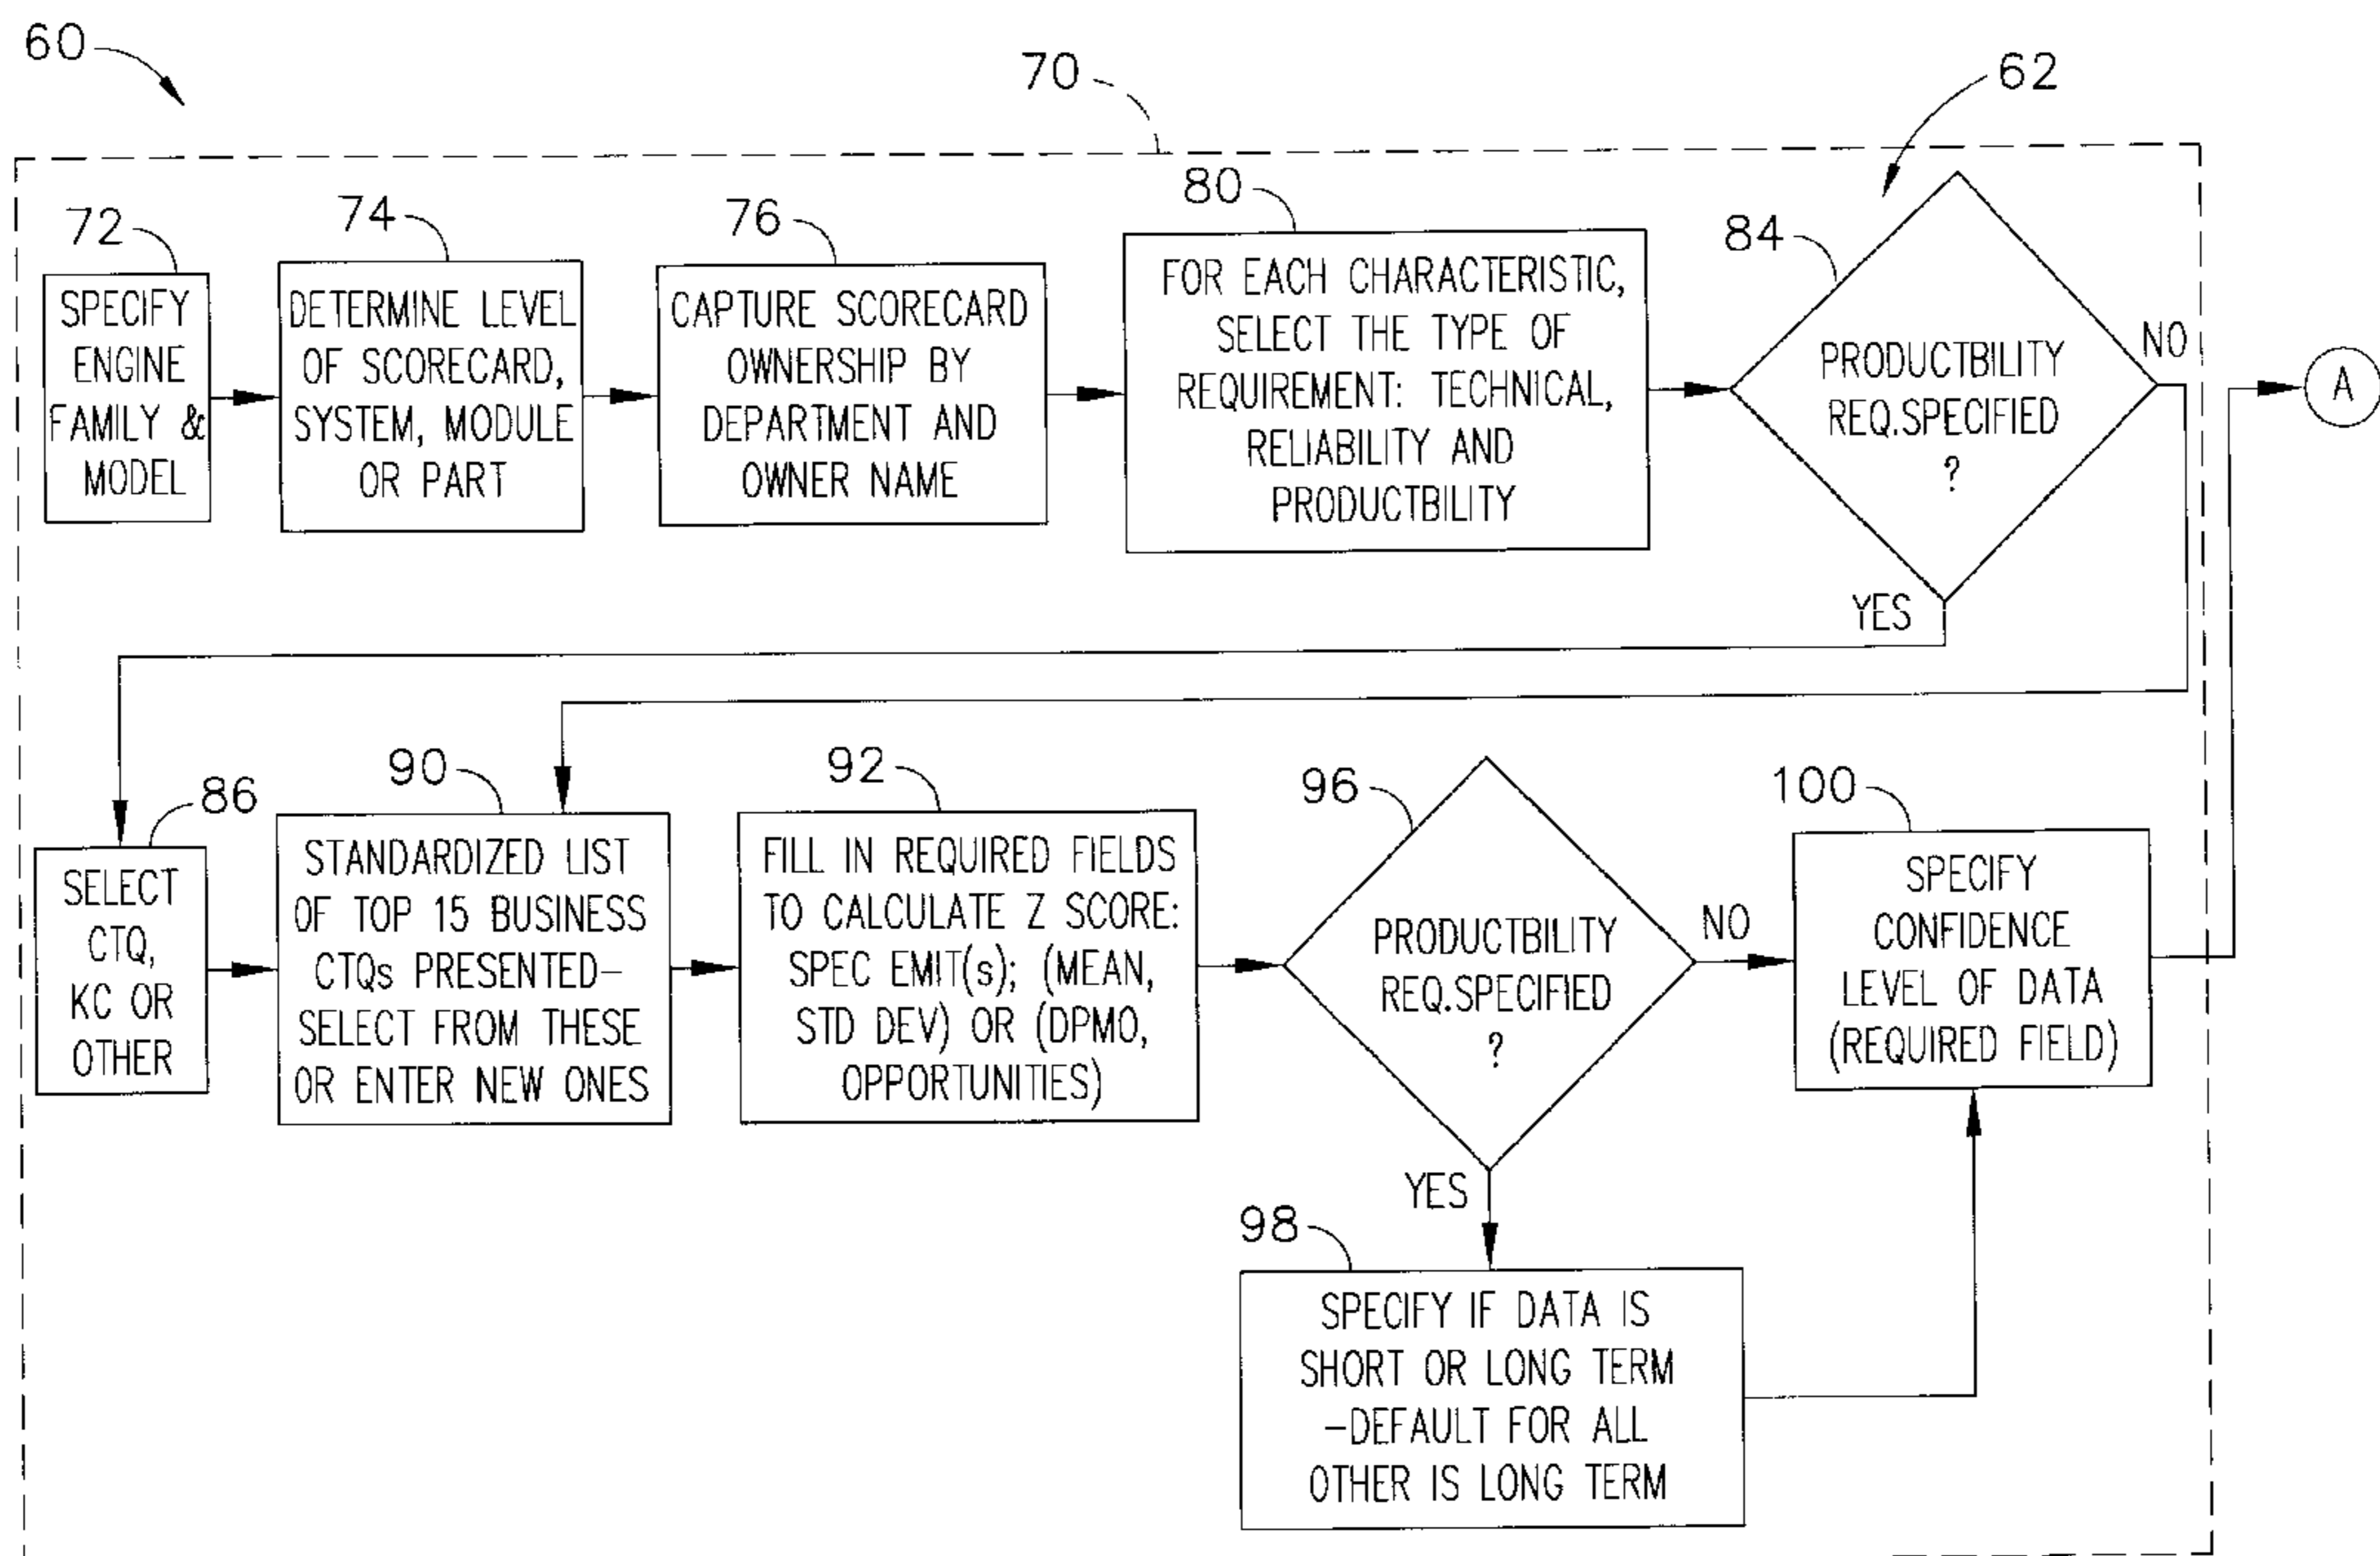 60
70
62
72
SPECIFY
ENGINE
FAMILY &
MODEL
74
DETERMINE LEVEL
OF SCORECARD,
SYSTEM, MODULE
OR PART
76
CAPTURE SCORECARD
OWNERSHIP BY
DEPARTMENT AND
OWNER NAME
80
FOR EACH CHARACTERISTIC,
SELECT THE TYPE OF
REQUIREMENT: TECHNICAL,
RELIABILITY AND
PRODUCTBILITY
84
PRODUCTBILITY
REQ.SPECIFIED
?
NO
YES
A
86
SELECT
CTQ,
KC OR
OTHER
90
STANDARDIZED LIST
OF TOP 15 BUSINESS
CTQs PRESENTED–
SELECT FROM THESE
OR ENTER NEW ONES
92
FILL IN REQUIRED FIELDS
TO CALCULATE Z SCORE:
SPEC EMIT(s); (MEAN,
STD DEV) OR (DPMO,
OPPORTUNITIES)
96
PRODUCTBILITY
REQ.SPECIFIED
?
NO
YES
100
SPECIFY
CONFIDENCE
LEVEL OF DATA
(REQUIRED FIELD)
98
SPECIFY IF DATA IS
SHORT OR LONG TERM
–DEFAULT FOR ALL
OTHER IS LONG TERM